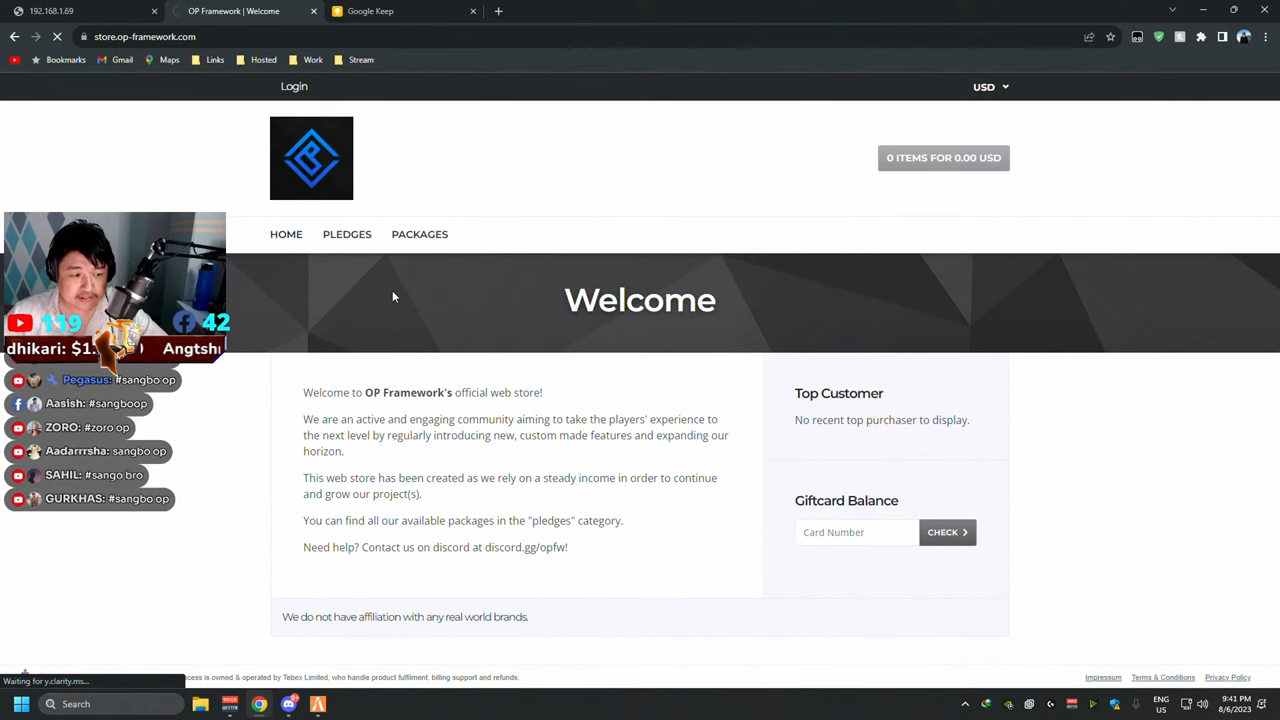 192.168.1.69
OP Framework | Welcome
Google Keep
store.op-framework.com
Bookmarks
Gmail
Maps
Links
Hosted
Work
Stream
Login
USD
0 ITEMS FOR 0.00 USD
HOME
PLEDGES
PACKAGES
Welcome
119
42
dhikari: $1.
Angtsh
Pegasus: #sangbo op
Aasish: #sangboop
ZORO: #zoro op
Aadarrrsha: sangbo op
SAHIL: #sango bro
GURKHAS: #sangbo op
Welcome to OP Framework's official web store!
We are an active and engaging community aiming to take the players' experience to
the next level by regularly introducing new, custom made features and expanding our
horizon.
This web store has been created as we rely on a steady income in order to continue
and grow our project(s).
You can find all our available packages in the "pledges" category.
Need help? Contact us on discord at discord.gg/opfw!
Top Customer
No recent top purchaser to display.
Giftcard Balance
Card Number
CHECK
We do not have affiliation with any real world brands.
Waiting for y.clarity.ms...
ocess is owned & operated by Tebex Limited, who handle product fulfilment, billing support and refunds.
Impressum
Terms & Conditions
Privacy Policy
Search
ENG
US
9:41 PM
8/6/2023